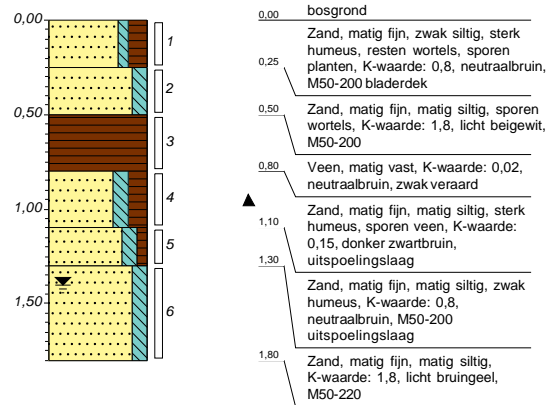 0,00
0,50
1,00
1,50
1
2
3
4
5
6
0,00
bosgrond
Zand, matig fijn, zwak siltig, sterk
humeus, resten wortels, sporen
planten, K-waarde: 0,8, neutraalbruin,
M50-200 bladerdek
0,25
Zand, matig fijn, matig siltig, sporen
wortels, K-waarde: 1,8, licht beigewit,
M50-200
0,50
Veen, matig vast, K-waarde: 0,02,
neutraalbruin, zwak veraard
0,80
Zand, matig fijn, matig siltig, sterk
humeus, sporen veen, K-waarde:
0,15, donker zwartbruin,
uitspoelingslaag
1,10
Zand, matig fijn, matig siltig, zwak
humeus, K-waarde: 0,8,
neutraalbruin, M50-200
uitspoelingslaag
1,30
Zand, matig fijn, matig siltig,
K-waarde: 1,8, licht bruingeel,
M50-220
1,80